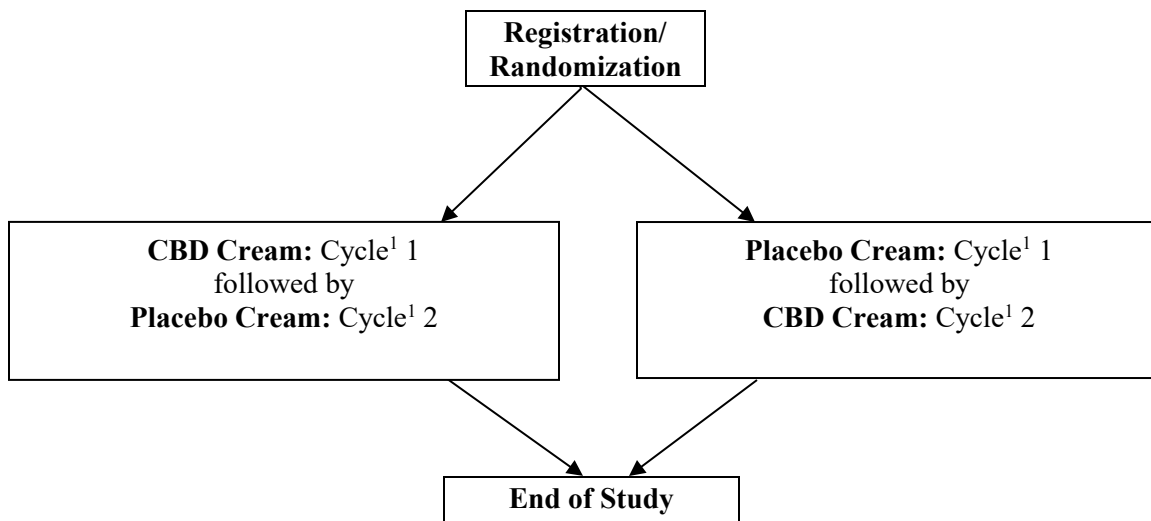 Registration/
Randomization
CBD Cream: Cycle¹ 1
followed by
Placebo Cream: Cycle¹ 2
Placebo Cream: Cycle¹ 1
followed by
CBD Cream: Cycle¹ 2
End of Study